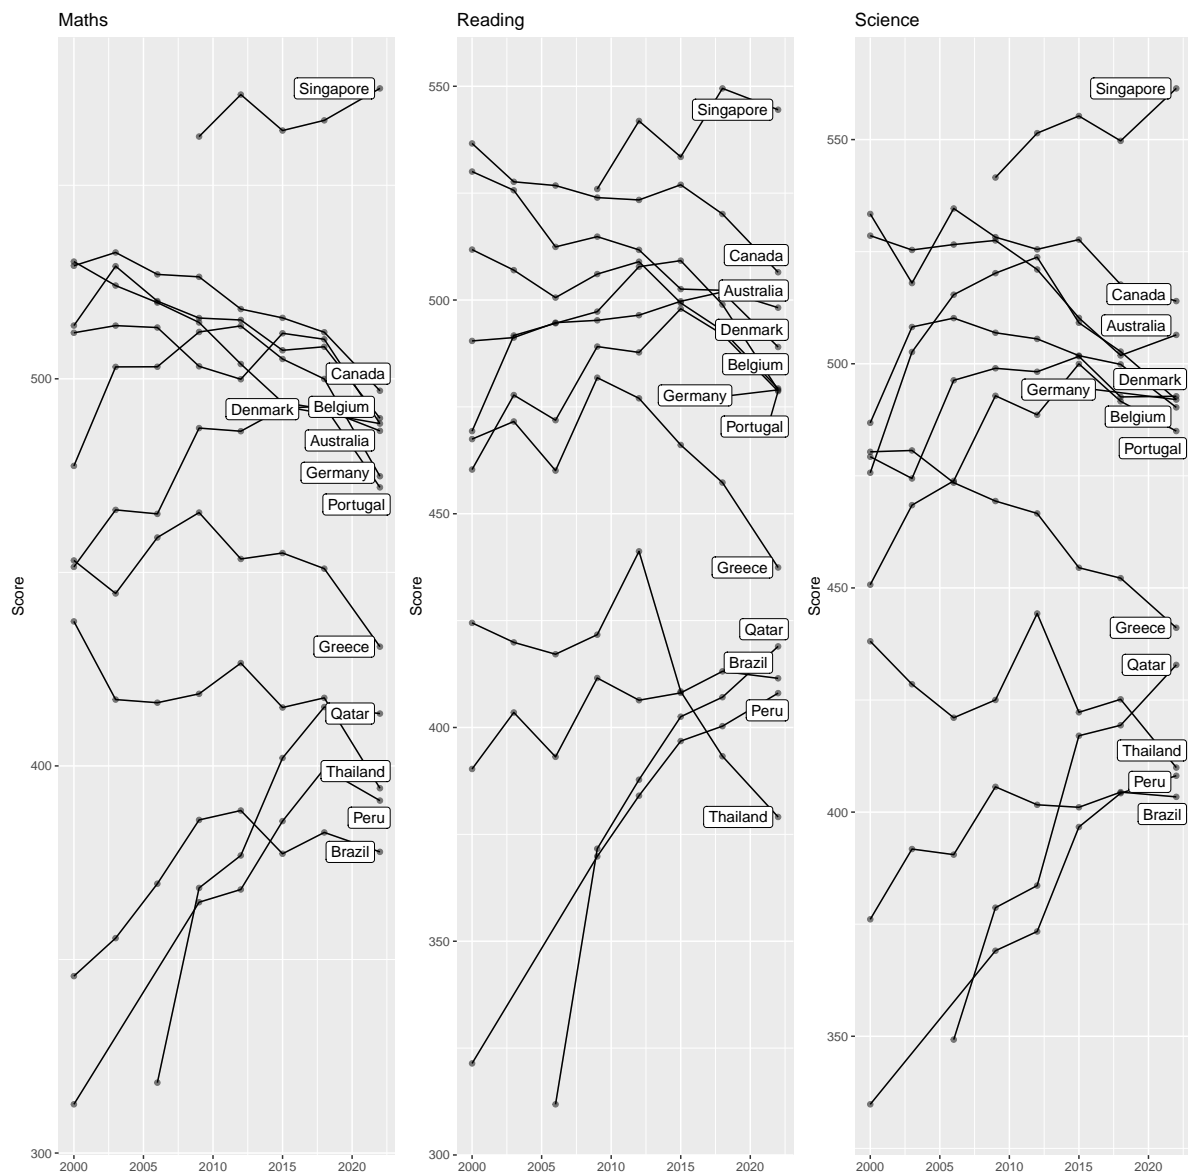 Maths
Score
500
400
300
Singapore
Canada
Denmark
Belgium
Australia
Germany
Portugal
Greece
Qatar
Thailand
Peru
Brazil
2000 2005 2010 2015 2020
Reading
Score
550
500
450
400
350
300
Singapore
Canada
Australia
Denmark
Belgium
Germany
Portugal
Greece
Qatar
Brazil
Peru
Thailand
2000 2005 2010 2015 2020
Science
Score
550
500
450
400
350
Singapore
Canada
Australia
Denmark
Germany
Belgium
Portugal
Greece
Qatar
Thailand
Peru
Brazil
2000 2005 2010 2015 2020